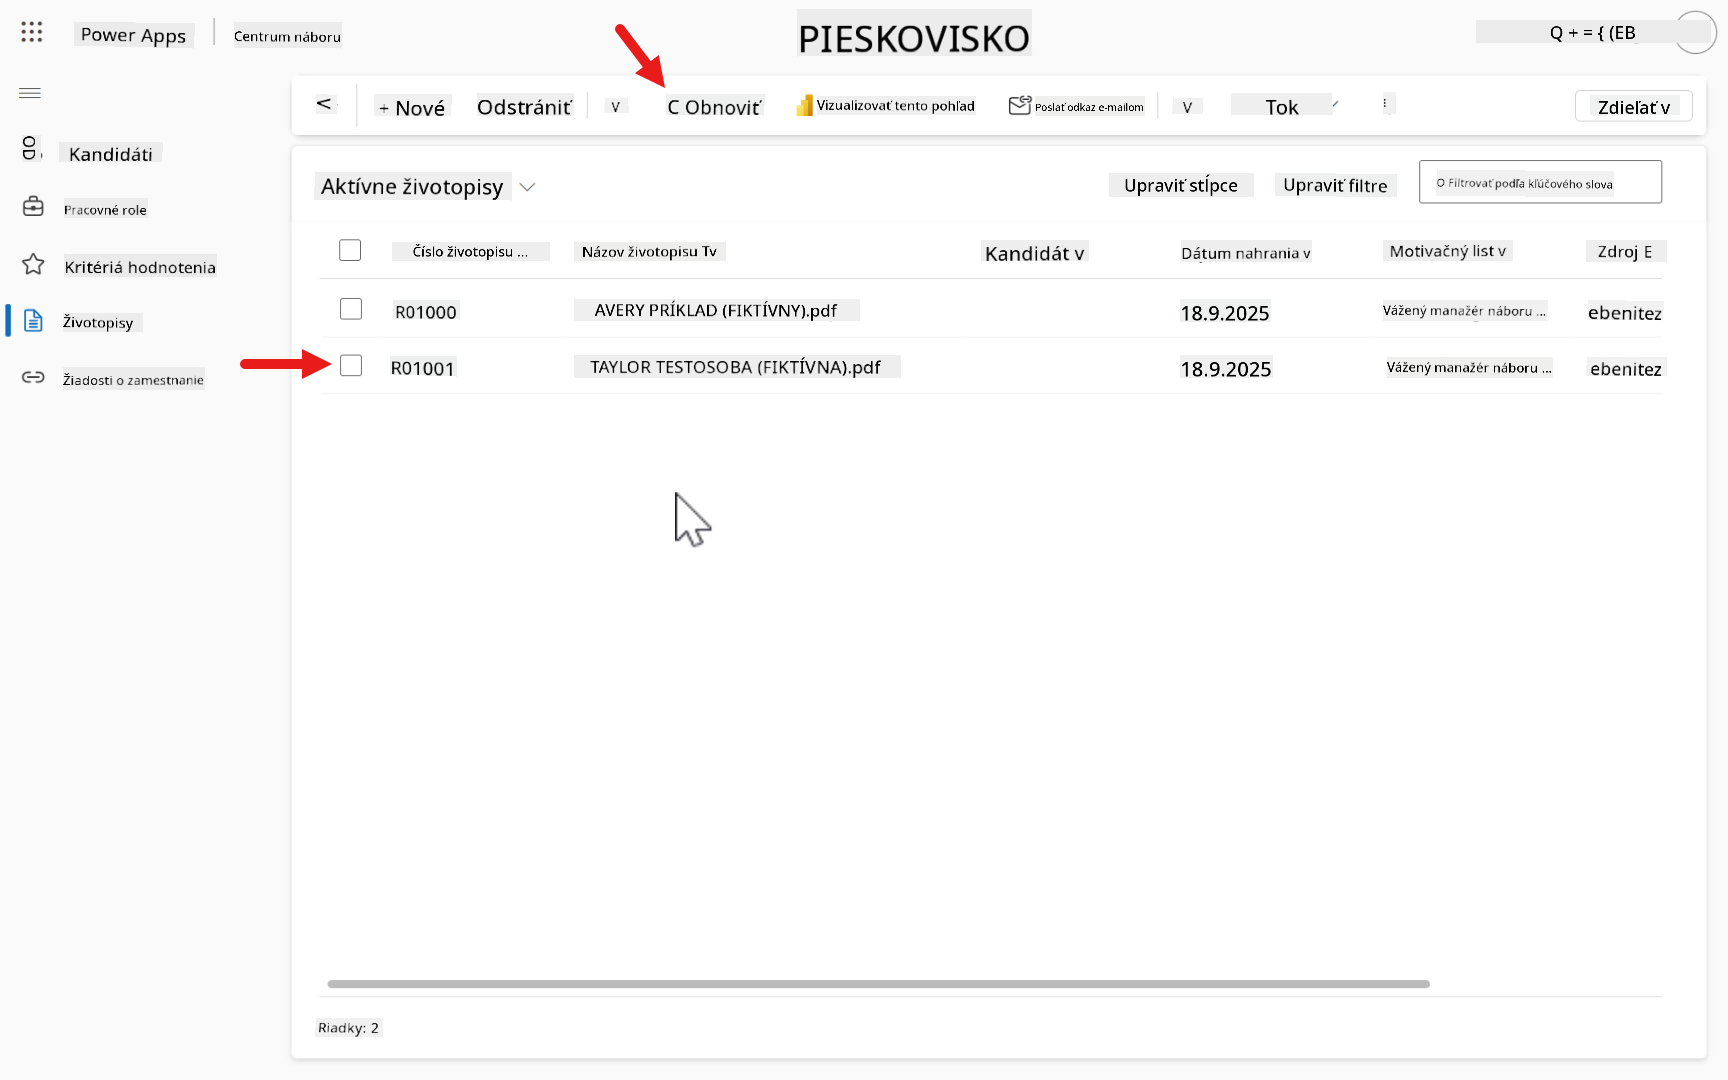 Power Apps
Centrum náboru
PIESKOVISKO
Q + = { (EB
<
+ Nové
Odstrániť
V
C Obnoviť
Vizualizovať tento pohľad
Poslať odkaz e-mailom
V
Tok
Zdieľať v
Kandidáti
Pracovné role
Kritériá hodnotenia
Životopisy
Žiadosti o zamestnanie
Aktívne životopisy
Upraviť stĺpce
Upraviť filtre
O Filtrovať podľa kľúčového slova
Číslo životopisu ...
Názov životopisu Tv
Kandidát v
Dátum nahrania v
Motivačný list v
Zdroj E
R01000
AVERY PRÍKLAD (FIKTÍVNY).pdf
18.9.2025
Vážený manažér náboru ...
ebenitez
R01001
TAYLOR TESTOSOBA (FIKTÍVNA).pdf
18.9.2025
Vážený manažér náboru ...
ebenitez
Riadky: 2